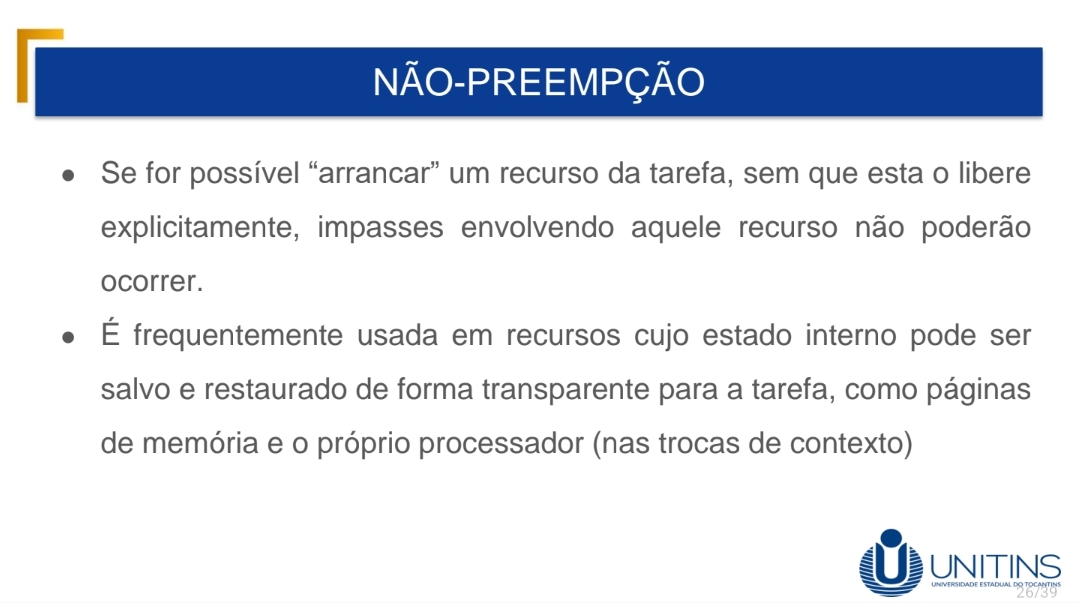 NÃO-PREEMPÇÃO
● Se for possível “arrancar” um recurso da tarefa, sem que esta o libere
explicitamente, impasses envolvendo aquele recurso não poderão
ocorrer.
● É frequentemente usada em recursos cujo estado interno pode ser
salvo e restaurado de forma transparente para a tarefa, como páginas
de memória e o próprio processador (nas trocas de contexto)
UNITINS
UNIVERSIDADE ESTADUAL DO TOCANTINS
26/39